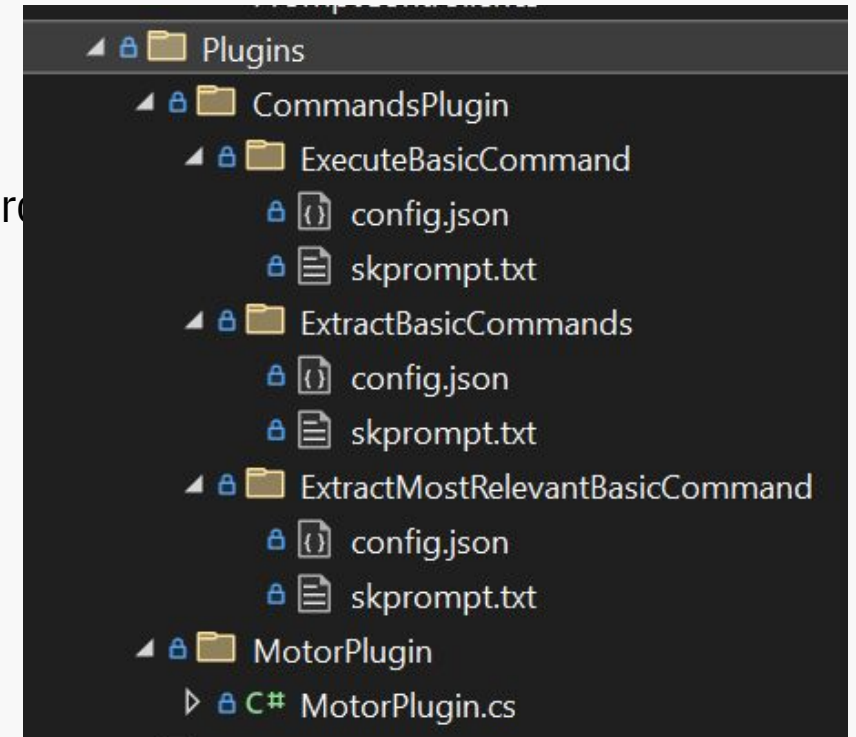 Plugins
CommandsPlugin
ExecuteBasicCommand
config.json
skprompt.txt
ExtractBasicCommands
config.json
skprompt.txt
ExtractMostRelevantBasicCommand
config.json
skprompt.txt
MotorPlugin
C# MotorPlugin.cs